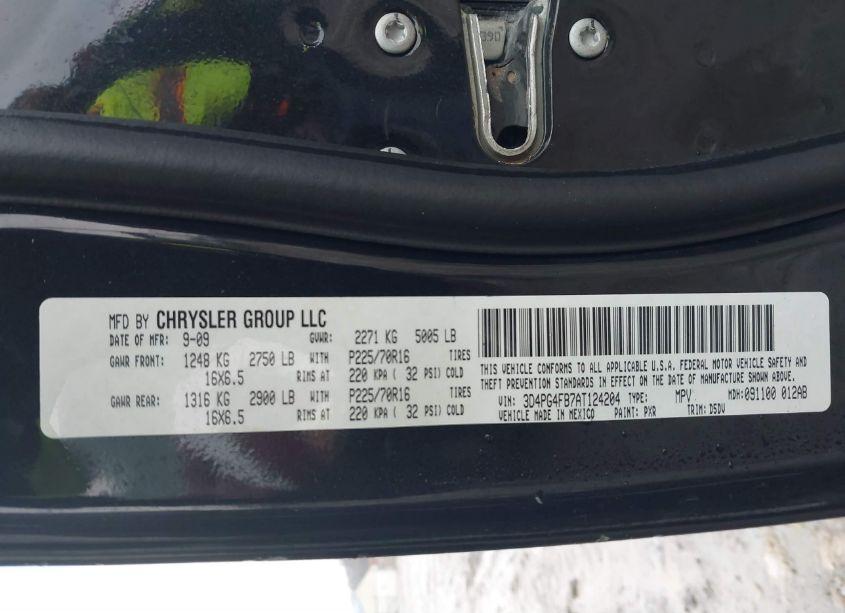 390
MFD BY CHRYSLER GROUP LLC
DATE OF MFR: 9-09 GVWR: 2271 KG 5005 LB
GAWR FRONT: 1248 KG 2750 LB WITH P225/70R16 TIRES
16X6.5 RIMS AT 220 KPA ( 32 PSI) COLD
GAWR REAR: 1316 KG 2900 LB WITH P225/70R16 TIRES
16X6.5 RIMS AT 220 KPA ( 32 PSI) COLD
THIS VEHICLE CONFORMS TO ALL APPLICABLE U.S.A. FEDERAL MOTOR VEHICLE SAFETY AND
THEFT PREVENTION STANDARDS IN EFFECT ON THE DATE OF MANUFACTURE SHOWN ABOVE.
VIN: 3D4PG4FB7AT124204 TYPE: MPV MDH:091100 012AB
VEHICLE MADE IN MEXICO PAINT: PXR TRIM: D5DV